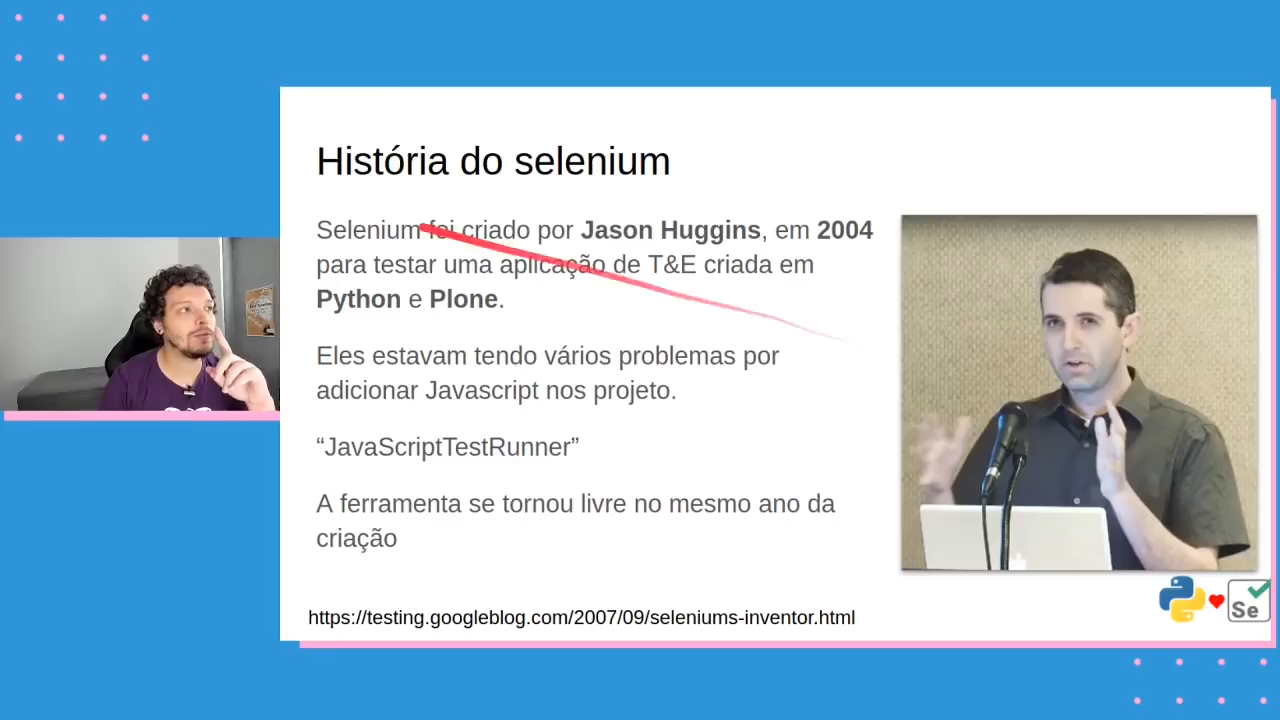 História do selenium
Selenium foi criado por Jason Huggins, em 2004
para testar uma aplicação de T&E criada em
Python e Plone.
Eles estavam tendo vários problemas por
adicionar Javascript nos projeto.
“JavaScriptTestRunner”
A ferramenta se tornou livre no mesmo ano da
criação
https://testing.googleblog.com/2007/09/seleniums-inventor.html
Se